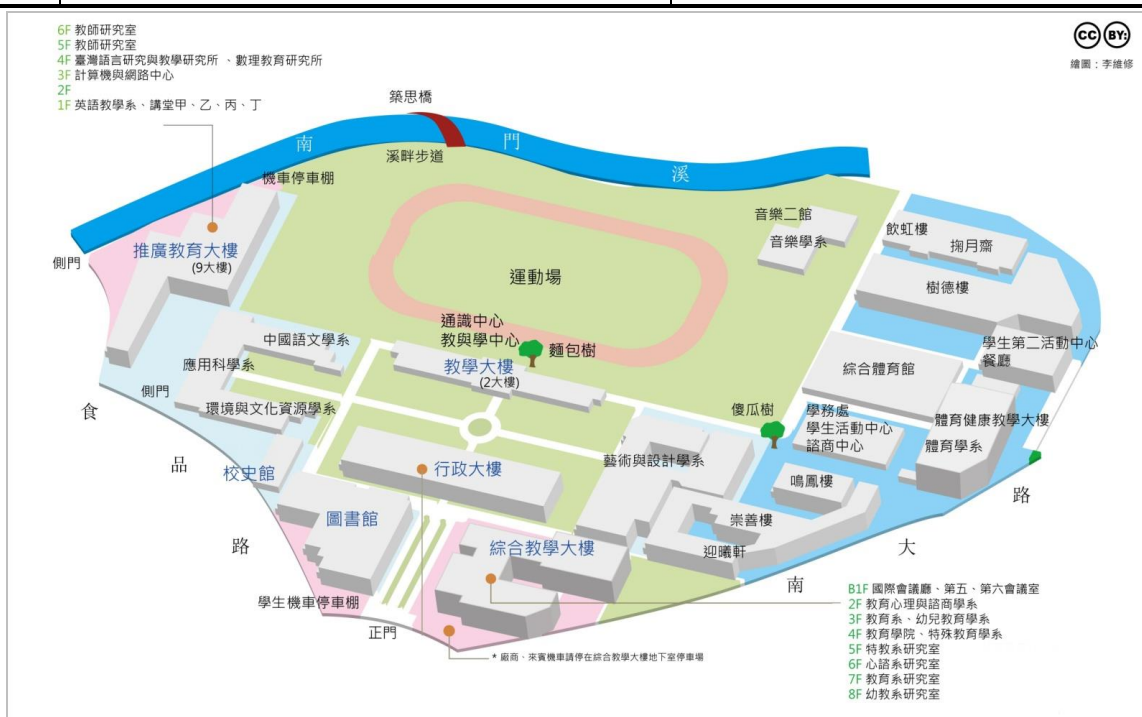 6F 教師研究室
5F 教師研究室
4F 臺灣語言研究與教學研究所 、數理教育研究所
3F 計算機與網路中心
2F
1F 英語教學系、講堂甲、乙、丙、丁
CC BY:
繪圖：李維修
築思橋
南 門 溪
溪畔步道
機車停車棚
音樂二館
音樂學系
飲虹樓
掬月齋
推廣教育大樓
(9大樓)
側門
運動場
樹德樓
通識中心
教與學中心
麵包樹
教學大樓
(2大樓)
中國語文學系
應用科學系
側門
環境與文化資源學系
學生第二活動中心
餐廳
綜合體育館
傻瓜樹
學務處
學生活動中心
諮商中心
體育健康教學大樓
體育學系
食 品 路
校史館
行政大樓
藝術與設計學系
鳴鳳樓
圖書館
崇善樓
綜合教學大樓
迎曦軒
南 大 路
學生機車停車棚
正門
* 廠商、來賓機車請停在綜合教學大樓地下室停車場
B1F 國際會議廳、第五、第六會議室
2F 教育心理與諮商學系
3F 教育系、幼兒教育學系
4F 教育學院、特殊教育學系
5F 特教系研究室
6F 心諮系研究室
7F 教育系研究室
8F 幼教系研究室